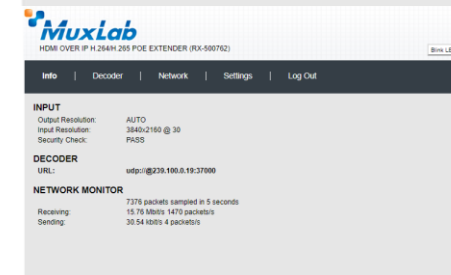 MuxLab
HDMI OVER IP H.264/H.265 POE EXTENDER (RX-500762)
Blink LE
Info | Decoder | Network | Settings | Log Out
INPUT
Output Resolution: AUTO
Input Resolution: 3840x2160 @ 30
Security Check: PASS
DECODER
URL: udp://@239.100.0.19:37000
NETWORK MONITOR
7376 packets sampled in 5 seconds
Receiving: 15.76 Mbit/s 1470 packets/s
Sending: 30.54 kbit/s 4 packets/s